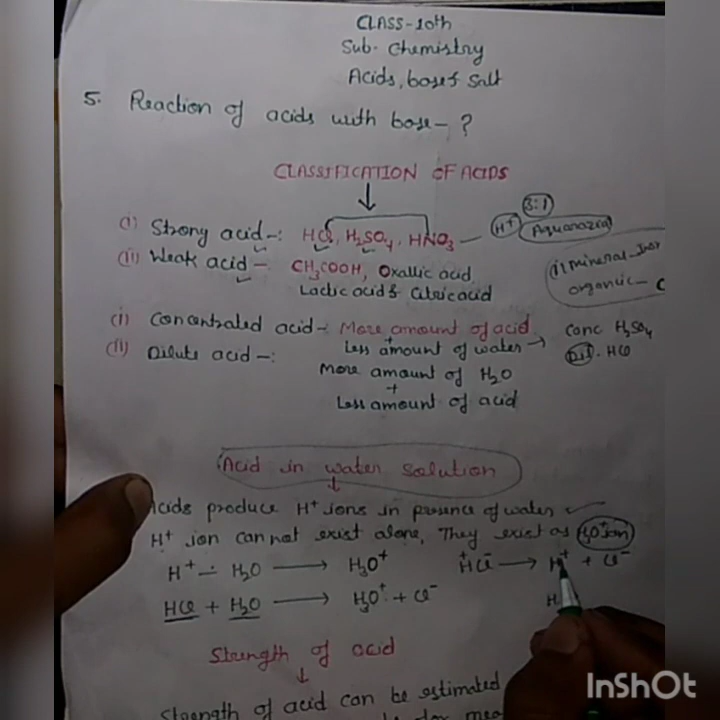 CLASS-10th
Sub- Chemistry
Acids, base & Salt
5. Reaction of acids with base- ?
CLASSIFICATION OF ACIDS
↓
(i) Strong acid-: HCl, H₂SO₄, HNO₃ — H⁺ 3:1
(ii) Weak acid-. CH₃COOH, Oxallic acid
Lactic acid & Citric acid
(i) mineral-
organic- C
(i) Concentrated acid-: More amount of acid
+
Less amount of water → Conc H₂SO₄
(ii) Dilute acid-: Dil. HCl
More amount of H₂O
+
Less amount of acid
Acid in water Solution
↓
Acids produce H⁺ ions in presence of water
H⁺ ion can not exist alone, They exist as H₃O⁺ ion
H⁺ + H₂O → H₃O⁺ H⁺Cl⁻ → H⁺ + Cl⁻
HCl + H₂O → H₃O⁺ + Cl⁻ H
Strength of acid
↓
Strength of acid can be estimated
InShOt